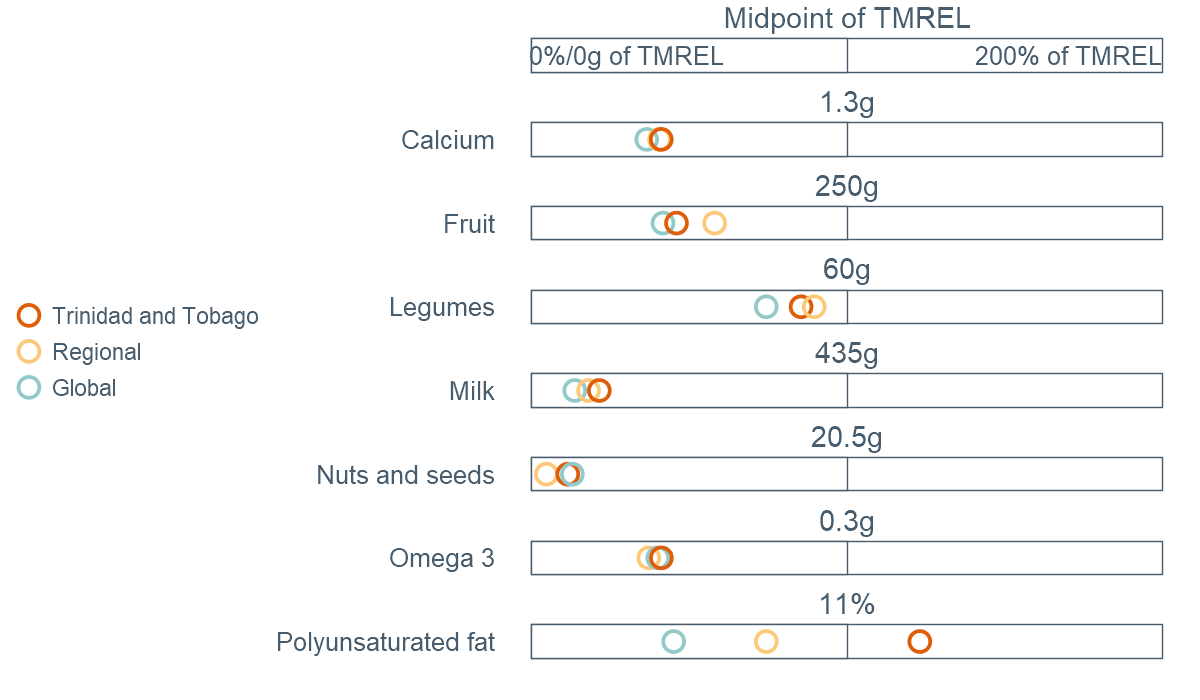 Midpoint of TMREL
0%/0g of TMREL 200% of TMREL
1.3g
Calcium
250g
Fruit
60g
Legumes
435g
Milk
20.5g
Nuts and seeds
0.3g
Omega 3
11%
Polyunsaturated fat
Trinidad and Tobago
Regional
Global